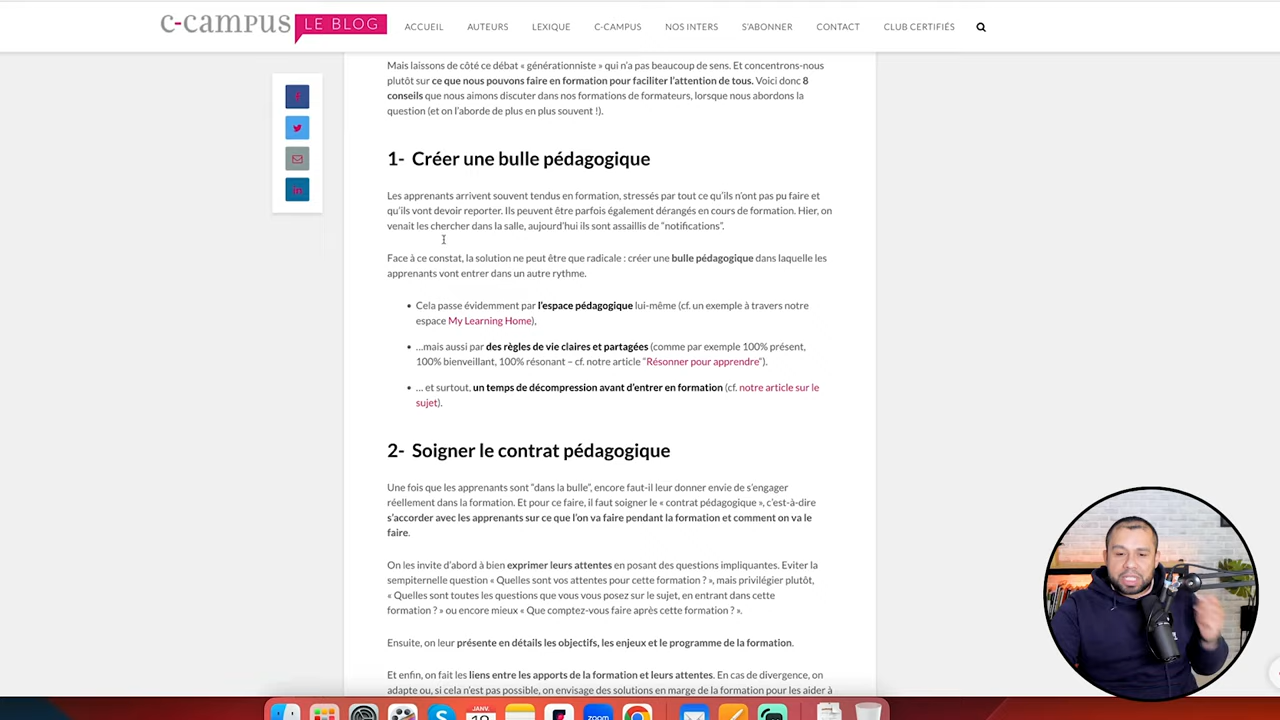 c-campus LE BLOG ACCUEIL AUTEURS LEXIQUE C-CAMPUS NOS INTERS S'ABONNER CONTACT CLUB CERTIFIÉS
Mais laissons de côté ce débat « générationniste » qui n'a pas beaucoup de sens. Et concentrons-nous
plutôt sur ce que nous pouvons faire en formation pour faciliter l'attention de tous. Voici donc 8
conseils que nous aimons discuter dans nos formations de formateurs, lorsque nous abordons la
question (et on l'aborde de plus en plus souvent !).
1- Créer une bulle pédagogique
Les apprenants arrivent souvent tendus en formation, stressés par tout ce qu'ils n'ont pas pu faire et
qu'ils vont devoir reporter. Ils peuvent être parfois également dérangés en cours de formation. Hier, on
venait les chercher dans la salle, aujourd'hui ils sont assaillis de "notifications".
Face à ce constat, la solution ne peut être que radicale : créer une bulle pédagogique dans laquelle les
apprenants vont entrer dans un autre rythme.
• Cela passe évidemment par l'espace pédagogique lui-même (cf. un exemple à travers notre
espace My Learning Home),
• …mais aussi par des règles de vie claires et partagées (comme par exemple 100% présent,
100% bienveillant, 100% résonant – cf. notre article "Résonner pour apprendre").
• … et surtout, un temps de décompression avant d'entrer en formation (cf. notre article sur le
sujet).
2- Soigner le contrat pédagogique
Une fois que les apprenants sont "dans la bulle", encore faut-il leur donner envie de s'engager
réellement dans la formation. Et pour ce faire, il faut soigner le « contrat pédagogique », c'est-à-dire
s'accorder avec les apprenants sur ce que l'on va faire pendant la formation et comment on va le
faire.
On les invite d'abord à bien exprimer leurs attentes en posant des questions impliquantes. Eviter la
sempiternelle question « Quelles sont vos attentes pour cette formation ? », mais privilégier plutôt,
« Quelles sont toutes les questions que vous vous posez sur le sujet, en entrant dans cette
formation ? » ou encore mieux « Que comptez-vous faire après cette formation ? ».
Ensuite, on leur présente en détails les objectifs, les enjeux et le programme de la formation.
Et enfin, on fait les liens entre les apports de la formation et leurs attentes. En cas de divergence, on
adapte ou, si cela n'est pas possible, on envisage des solutions en marge de la formation pour les aider à
JANV.
zoom